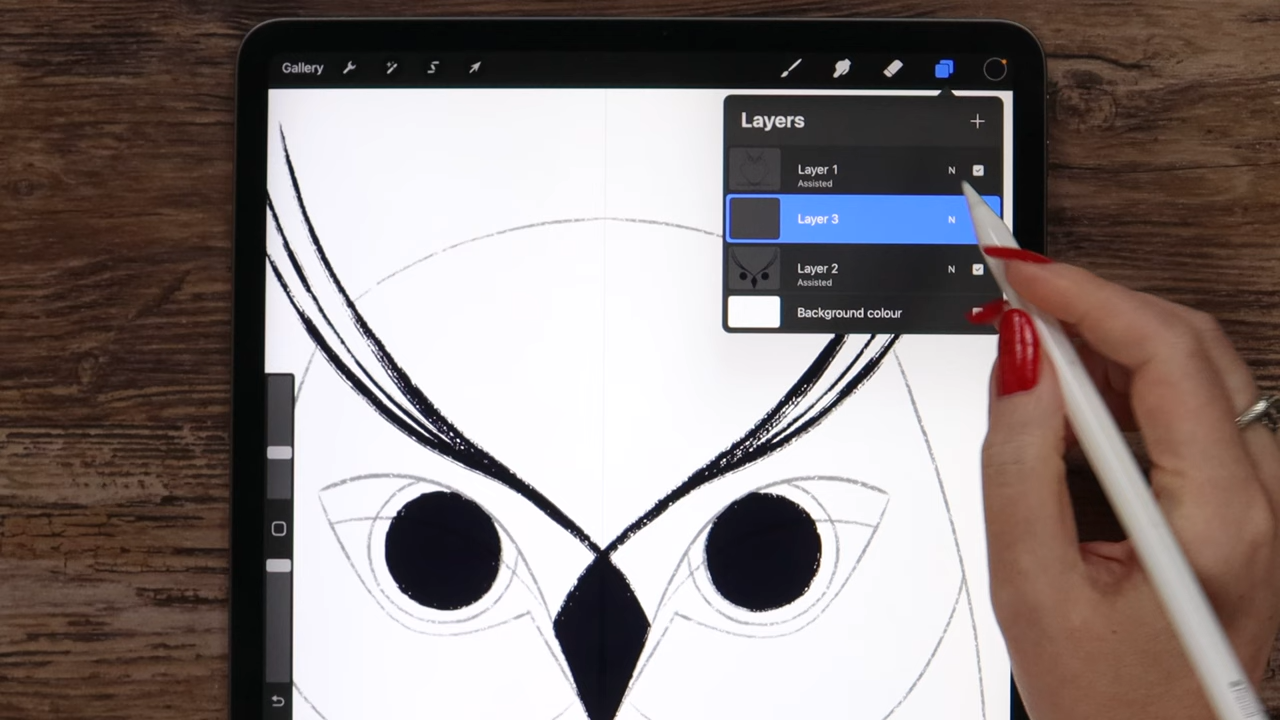 Gallery
Layers
Layer 1
N
Assisted
Layer 3
N
Layer 2
N
Assisted
Background colour